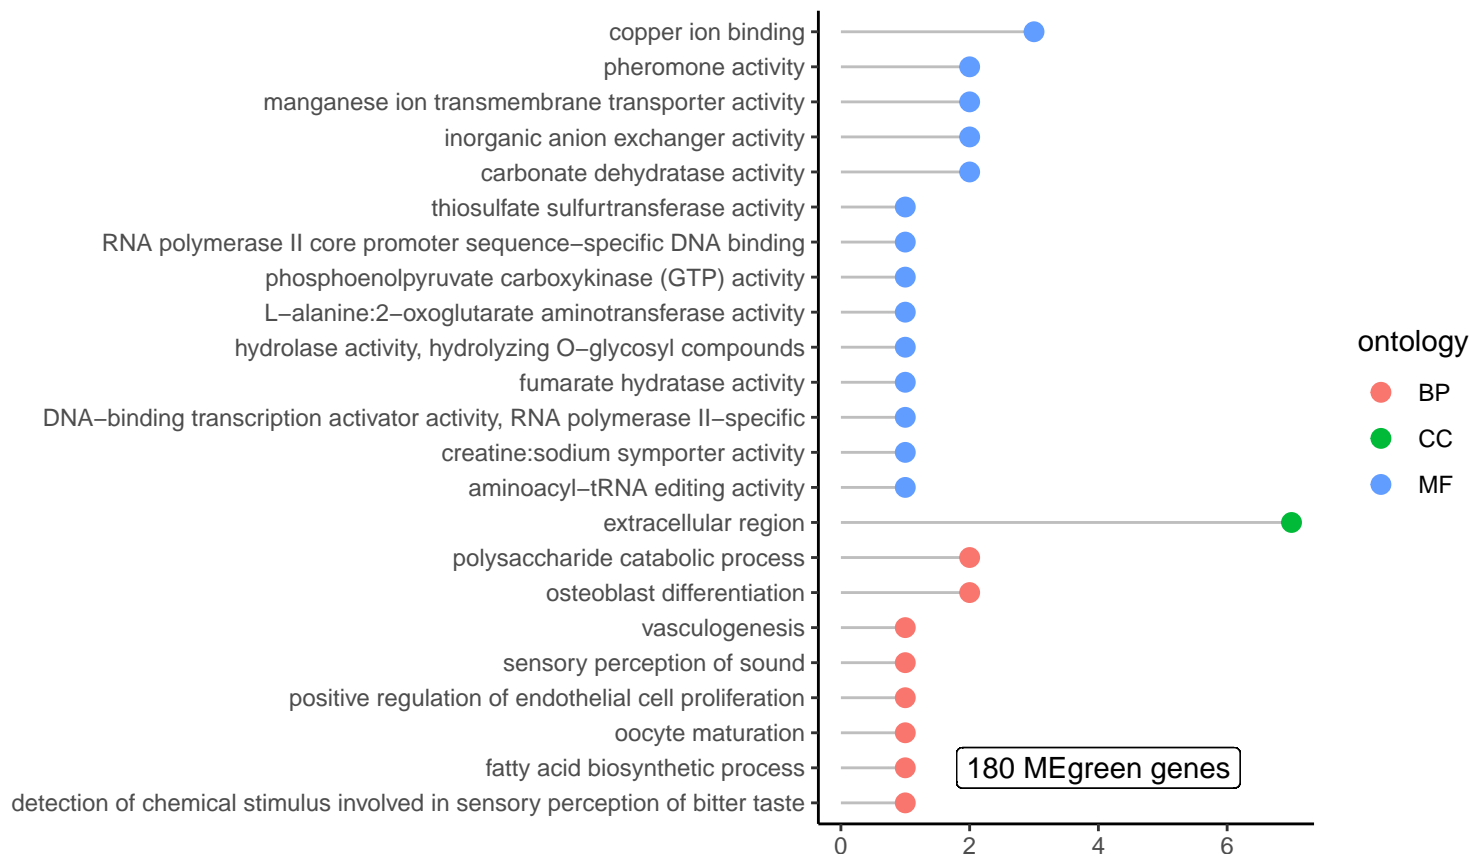 copper ion binding
pheromone activity
manganese ion transmembrane transporter activity
inorganic anion exchanger activity
carbonate dehydratase activity
thiosulfate sulfurtransferase activity
RNA polymerase II core promoter sequence−specific DNA binding
phosphoenolpyruvate carboxykinase (GTP) activity
L−alanine:2−oxoglutarate aminotransferase activity
hydrolase activity, hydrolyzing O−glycosyl compounds
fumarate hydratase activity
DNA−binding transcription activator activity, RNA polymerase II−specific
creatine:sodium symporter activity
aminoacyl−tRNA editing activity
extracellular region
polysaccharide catabolic process
osteoblast differentiation
vasculogenesis
sensory perception of sound
positive regulation of endothelial cell proliferation
oocyte maturation
fatty acid biosynthetic process
detection of chemical stimulus involved in sensory perception of bitter taste
180 MEgreen genes
0 2 4 6
ontology
BP
CC
MF